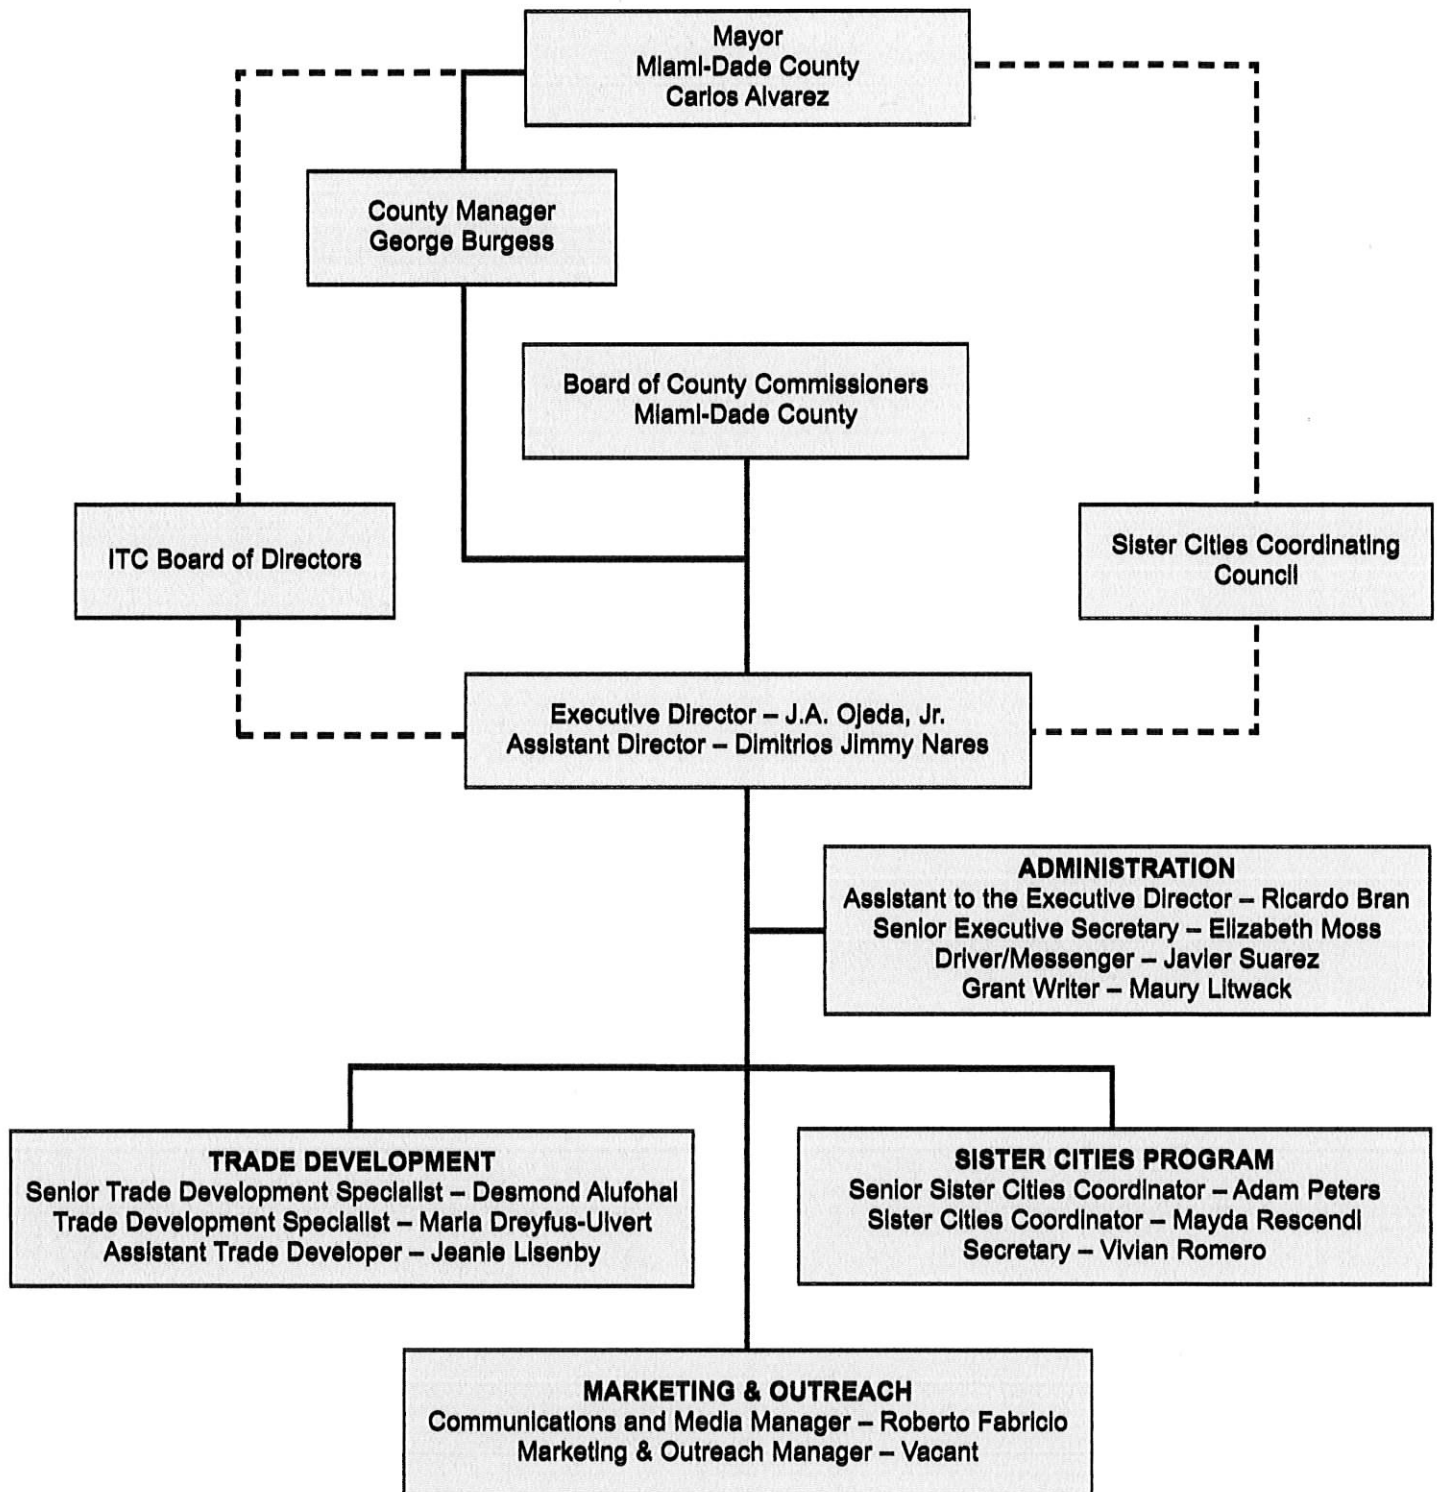 Mayor
Miami-Dade County
Carlos Alvarez
County Manager
George Burgess
Board of County Commissioners
Miami-Dade County
ITC Board of Directors
Sister Cities Coordinating
Council
Executive Director – J.A. Ojeda, Jr.
Assistant Director – Dimitrios Jimmy Nares
ADMINISTRATION
Assistant to the Executive Director – Ricardo Bran
Senior Executive Secretary – Elizabeth Moss
Driver/Messenger – Javier Suarez
Grant Writer – Maury Litwack
TRADE DEVELOPMENT
Senior Trade Development Specialist – Desmond Alufohai
Trade Development Specialist – Maria Dreyfus-Ulvert
Assistant Trade Developer – Jeanie Lisenby
SISTER CITIES PROGRAM
Senior Sister Cities Coordinator – Adam Peters
Sister Cities Coordinator – Mayda Rescendi
Secretary – Vivian Romero
MARKETING & OUTREACH
Communications and Media Manager – Roberto Fabricio
Marketing & Outreach Manager – Vacant